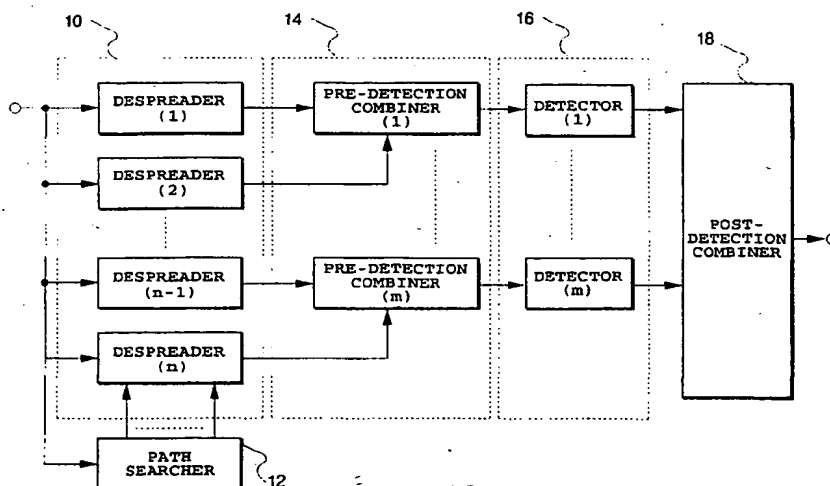 10
14
16
18
DESPREADER
(1)
PRE-DETECTION
COMBINER
(1)
DETECTOR
(1)
DESPREADER
(2)
POST-
DETECTION
COMBINER
DESPREADER
(n-1)
PRE-DETECTION
COMBINER
(m)
DETECTOR
(m)
DESPREADER
(n)
PATH
SEARCHER
12